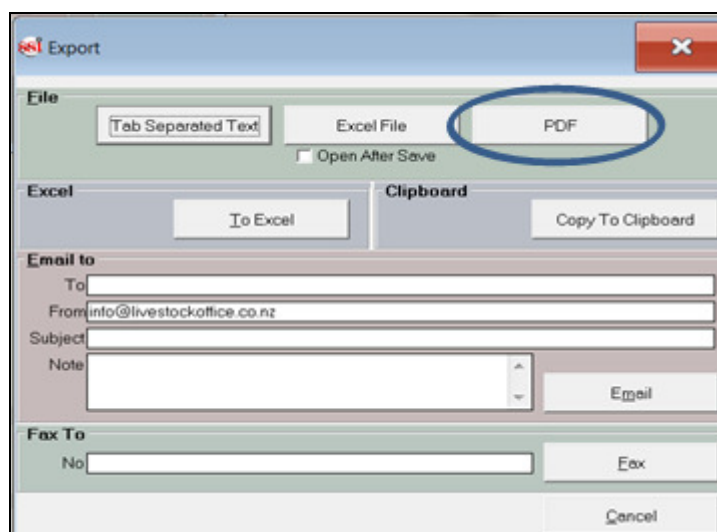 SSI Export
File
Tab Separated Text Excel File PDF
Open After Save
Excel Clipboard
To Excel Copy To Clipboard
Email to
To
From info@livestockoffice.co.nz
Subject
Note
Email
Fax To
No Fax
Cancel